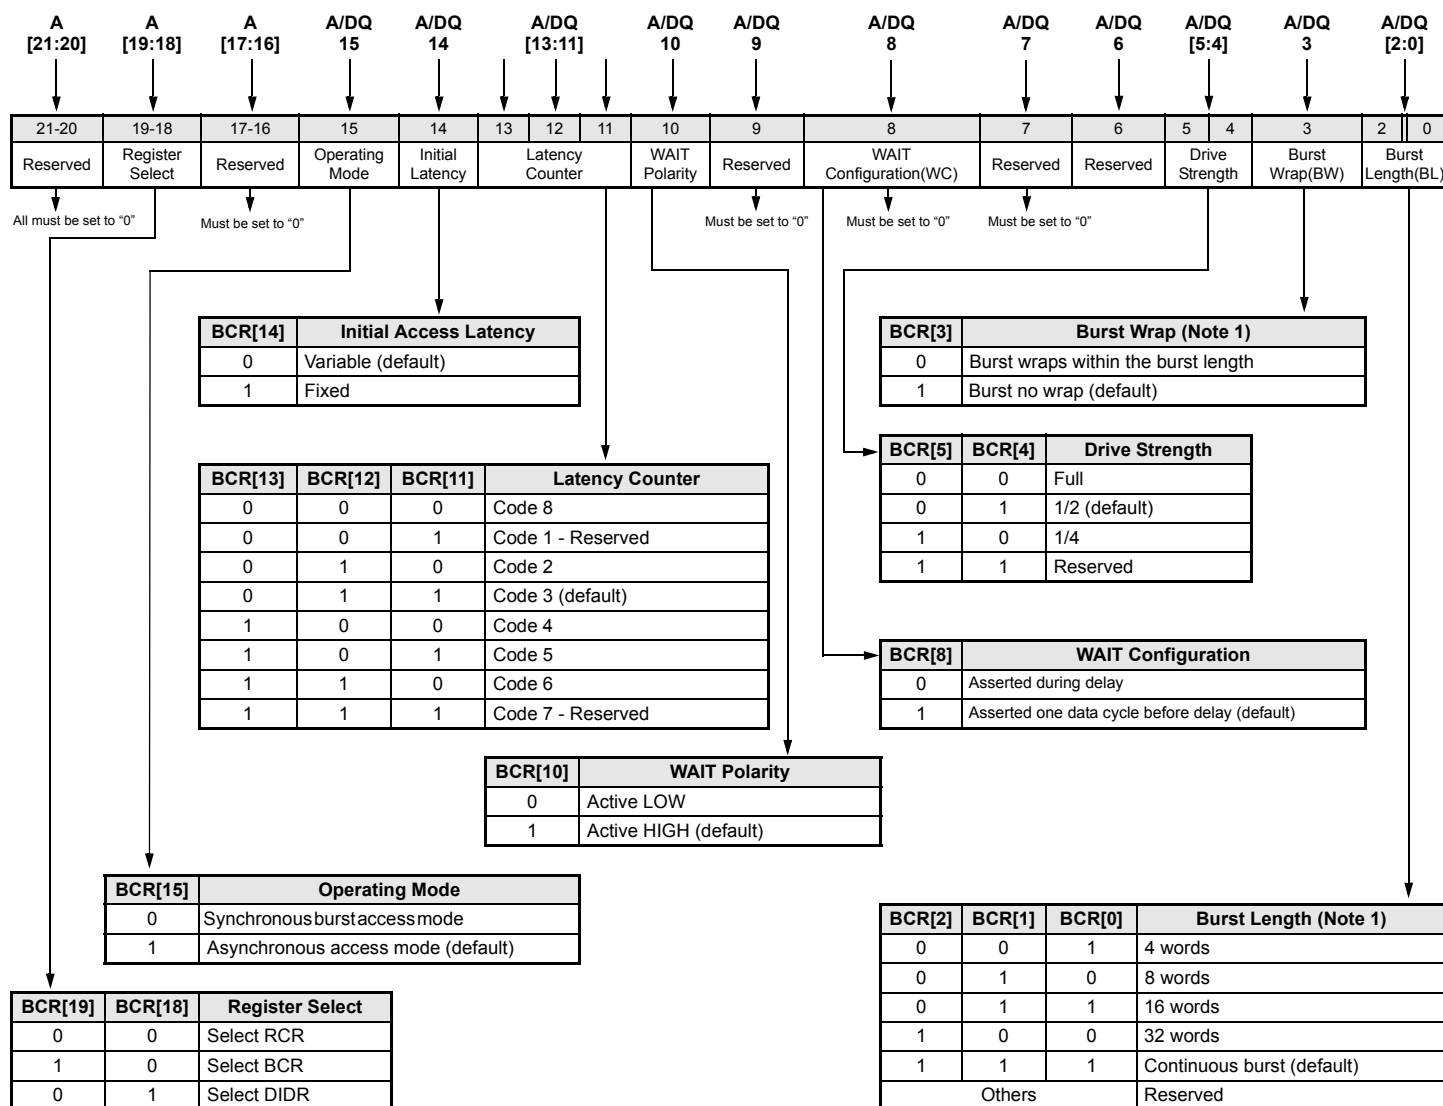 A A A A/DQ A/DQ A/DQ A/DQ A/DQ A/DQ A/DQ A/DQ A/DQ A/DQ A/DQ
[21:20] [19:18] [17:16] 15 14 [13:11] 10 9 8 7 6 [5:4] 3 [2:0]
21-20 19-18 17-16 15 14 13 12 11 10 9 8 7 6 5 4 3 2 0
Reserved Register Select Reserved Operating Mode Initial Latency Latency Counter WAIT Polarity Reserved WAIT Configuration(WC) Reserved Reserved Drive Strength Burst Wrap(BW) Burst Length(BL)
All must be set to “0” Must be set to “0” Must be set to “0” Must be set to “0” Must be set to “0”
BCR[14] Initial Access Latency
0 Variable (default)
1 Fixed
BCR[3] Burst Wrap (Note 1)
0 Burst wraps within the burst length
1 Burst no wrap (default)
BCR[5] BCR[4] Drive Strength
0 0 Full
0 1 1/2 (default)
1 0 1/4
1 1 Reserved
BCR[13] BCR[12] BCR[11] Latency Counter
0 0 0 Code 8
0 0 1 Code 1 - Reserved
0 1 0 Code 2
0 1 1 Code 3 (default)
1 0 0 Code 4
1 0 1 Code 5
1 1 0 Code 6
1 1 1 Code 7 - Reserved
BCR[8] WAIT Configuration
0 Asserted during delay
1 Asserted one data cycle before delay (default)
BCR[10] WAIT Polarity
0 Active LOW
1 Active HIGH (default)
BCR[15] Operating Mode
0 Synchronous burst access mode
1 Asynchronous access mode (default)
BCR[2] BCR[1] BCR[0] Burst Length (Note 1)
0 0 1 4 words
0 1 0 8 words
0 1 1 16 words
1 0 0 32 words
1 1 1 Continuous burst (default)
Others Reserved
BCR[19] BCR[18] Register Select
0 0 Select RCR
1 0 Select BCR
0 1 Select DIDR